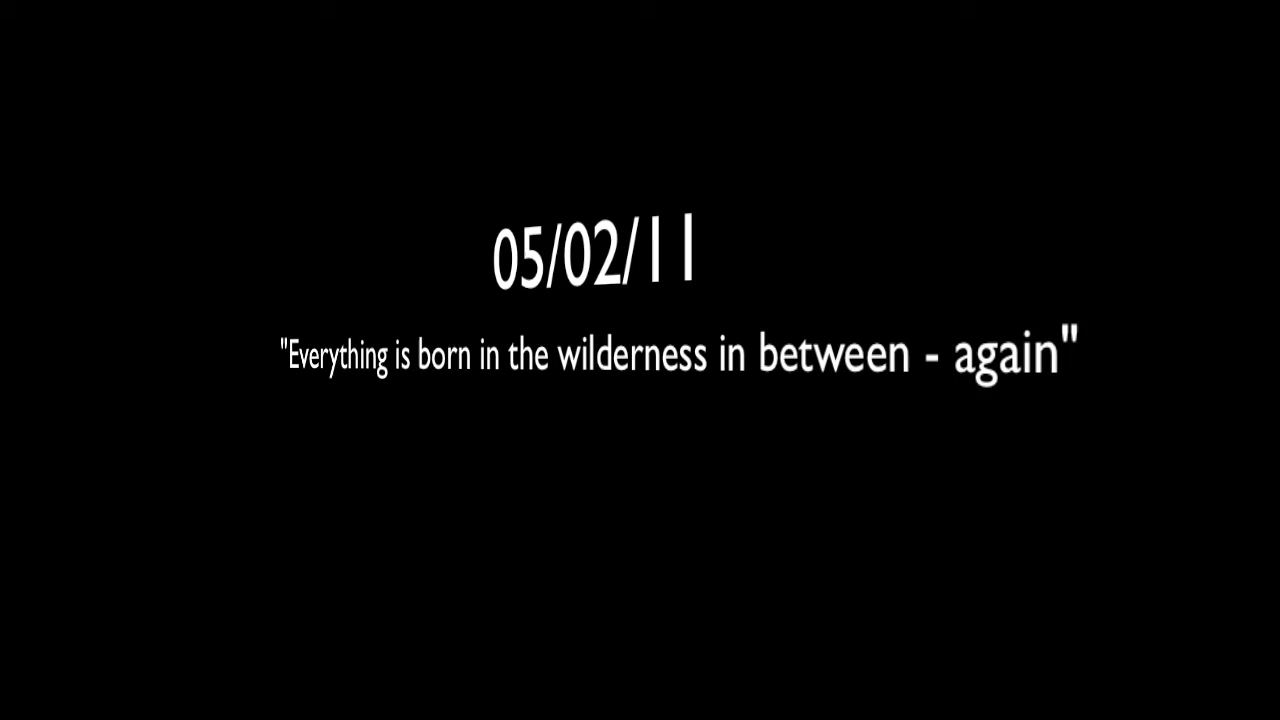 05/02/11
"Everything is born in the wilderness in between - again"